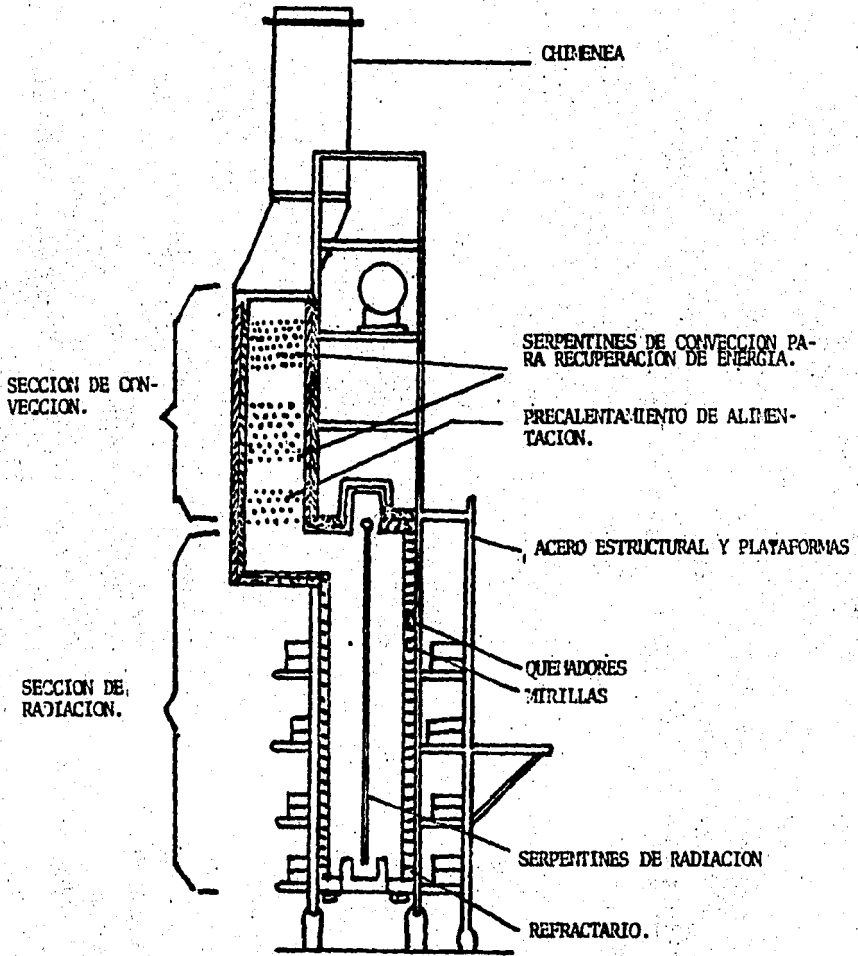 CHIMENEA
SERPENTINES DE CONVECCION PA-
RA RECUPERACION DE ENERGIA.
SECCION DE CON-
VECCION.
PRECALENTAMIENTO DE ALIMEN-
TACION.
ACERO ESTRUCTURAL Y PLATAFORMAS
QUEMADORES
MIRILLAS
SECCION DE
RADIACION.
SERPENTINES DE RADIACION
REFRACTARIO.